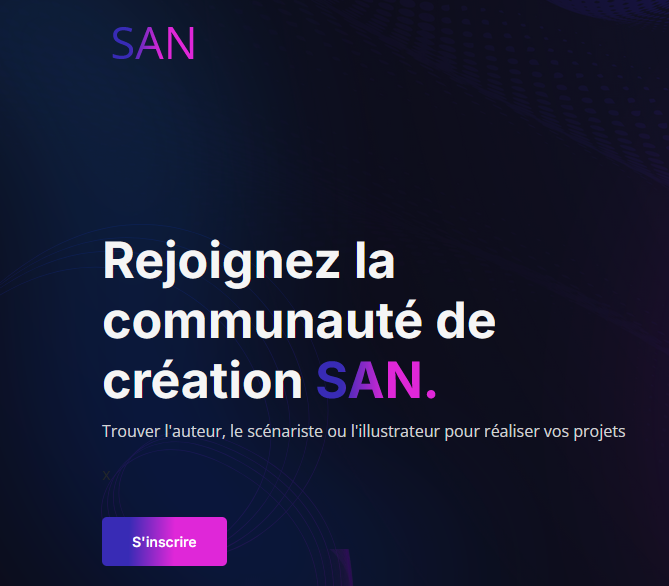 SAN
Rejoignez la
communauté de
création SAN.
Trouver l'auteur, le scénariste ou l'illustrateur pour réaliser vos projets
x
S'inscrire